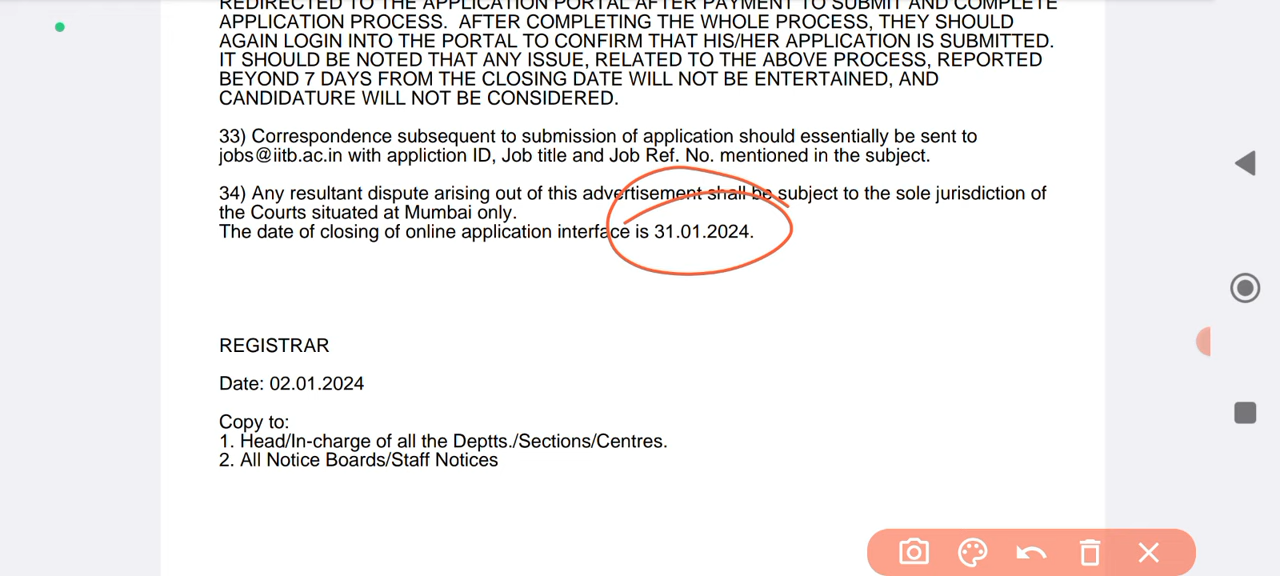 REDIRECTED TO THE APPLICATION PORTAL AFTER PAYMENT TO SUBMIT AND COMPLETE
APPLICATION PROCESS. AFTER COMPLETING THE WHOLE PROCESS, THEY SHOULD
AGAIN LOGIN INTO THE PORTAL TO CONFIRM THAT HIS/HER APPLICATION IS SUBMITTED.
IT SHOULD BE NOTED THAT ANY ISSUE, RELATED TO THE ABOVE PROCESS, REPORTED
BEYOND 7 DAYS FROM THE CLOSING DATE WILL NOT BE ENTERTAINED, AND
CANDIDATURE WILL NOT BE CONSIDERED.
33) Correspondence subsequent to submission of application should essentially be sent to
jobs@iitb.ac.in with appliction ID, Job title and Job Ref. No. mentioned in the subject.
34) Any resultant dispute arising out of this advertisement shall be subject to the sole jurisdiction of
the Courts situated at Mumbai only.
The date of closing of online application interface is 31.01.2024.
REGISTRAR
Date: 02.01.2024
Copy to:
1. Head/In-charge of all the Deptts./Sections/Centres.
2. All Notice Boards/Staff Notices